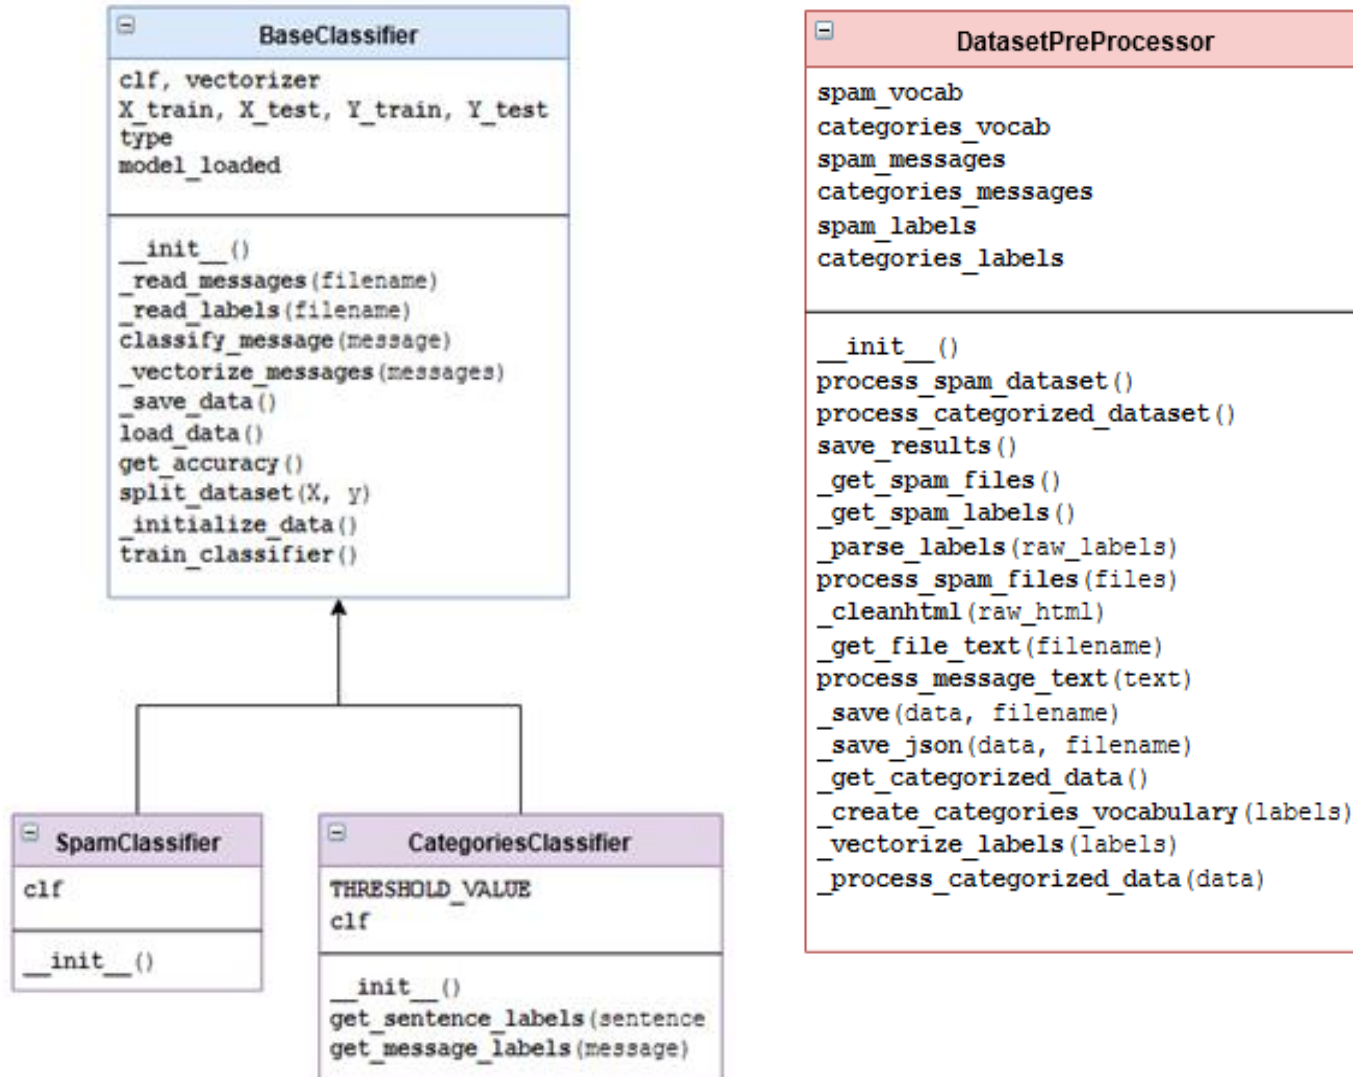 BaseClassifier
clf, vectorizer
X_train, X_test, Y_train, Y_test
type
model_loaded
__init__()
_read_messages(filename)
_read_labels(filename)
classify_message(message)
_vectorize_messages(messages)
_save_data()
load_data()
get_accuracy()
split_dataset(X, y)
_initialize_data()
train_classifier()
SpamClassifier
clf
__init__()
CategoriesClassifier
THRESHOLD_VALUE
clf
__init__()
get_sentence_labels(sentence
get_message_labels(message)
DatasetPreProcessor
spam_vocab
categories_vocab
spam_messages
categories_messages
spam_labels
categories_labels
__init__()
process_spam_dataset()
process_categorized_dataset()
save_results()
_get_spam_files()
_get_spam_labels()
_parse_labels(raw_labels)
process_spam_files(files)
_cleanhtml(raw_html)
_get_file_text(filename)
process_message_text(text)
_save(data, filename)
_save_json(data, filename)
_get_categorized_data()
_create_categories_vocabulary(labels)
_vectorize_labels(labels)
_process_categorized_data(data)